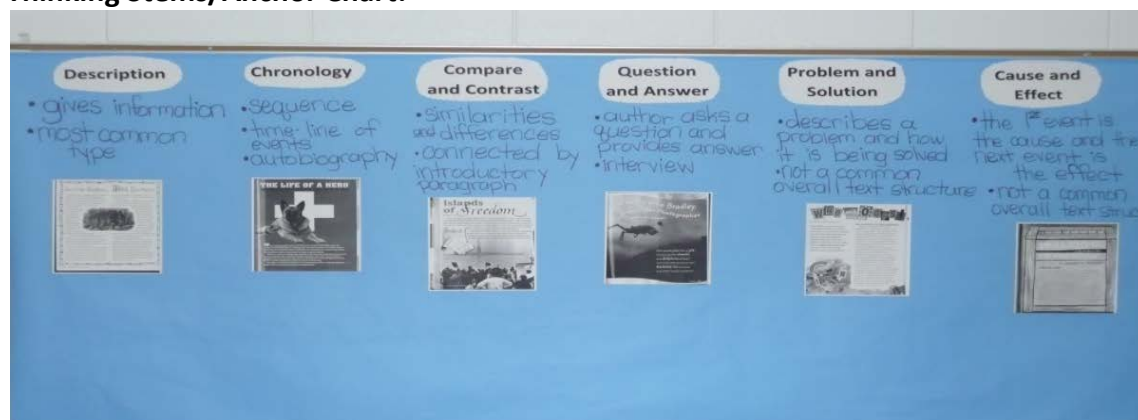 Thinking Stems/Anchor Chart:
Description
• gives information
• most common
type
Chronology
• sequence
• time-line of
events
• autobiography
THE LIFE OF A HERO
Compare
and Contrast
• similarities
and differences
• connected by
introductory
paragraph
Islands
of Freedom
Question
and Answer
• author asks a
question and
provides answer
• interview
Bradley
Problem and
Solution
• describes a
problem and how
it is being solved
• not a common
overall text structure
Cause and
Effect
• the 1st event is
the cause and the
next event is
the effect
• not a common
overall text struc